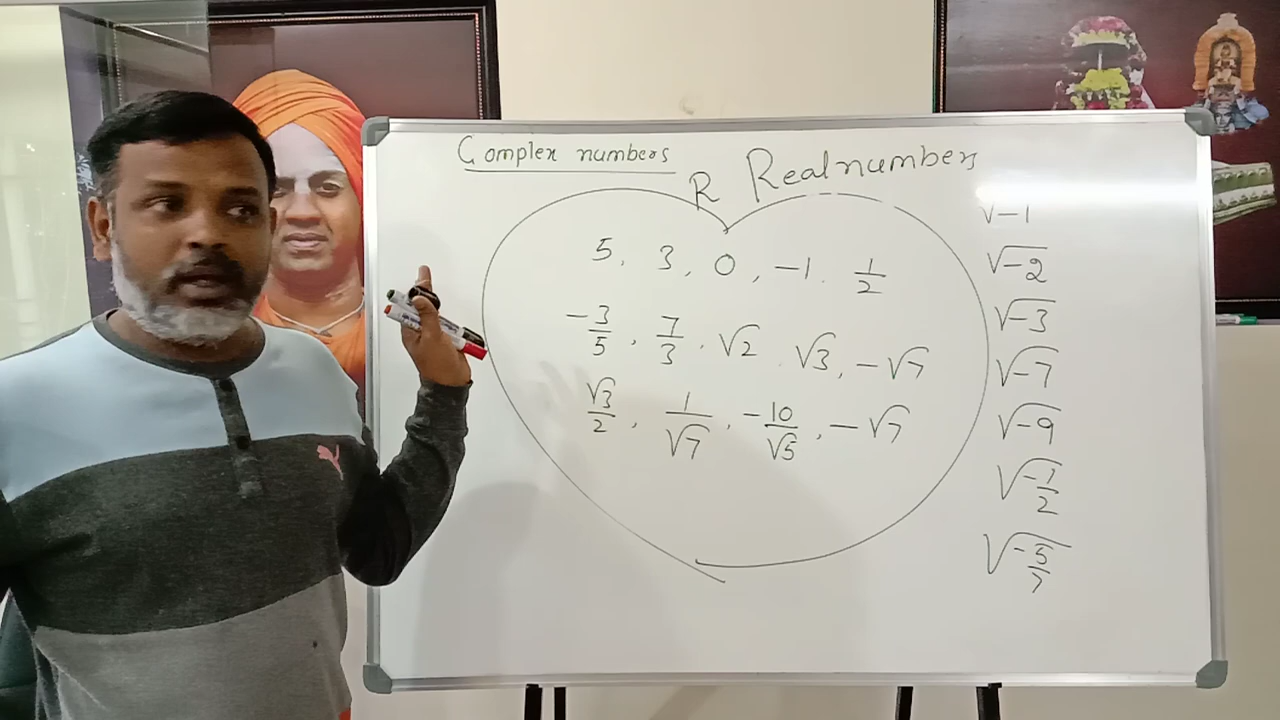 Complex numbers
R Realnumbers
5, 3, 0, -1. 1/2
-3/5, 7/3, √2 √3, -√7
√3/2, 1/√7, -10/√5, -√7
√-1
√-2
√-3
√-7
√-9
√-7/2
√-5/7